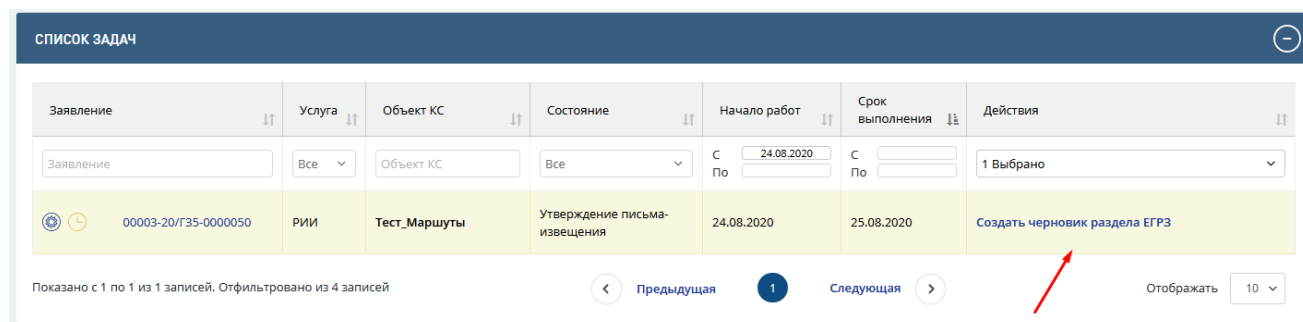 СПИСОК ЗАДАЧ
Заявление Услуга Объект КС Состояние Начало работ Срок выполнения Действия
Заявление Все Объект КС Все С 24.08.2020 С 1 Выбрано
По По
00003-20/Г35-0000050 РИИ Тест_Маршуты Утверждение письма-извещения 24.08.2020 25.08.2020 Создать черновик раздела ЕГРЗ
Показано с 1 по 1 из 1 записей. Отфильтровано из 4 записей Предыдущая 1 Следующая Отображать 10